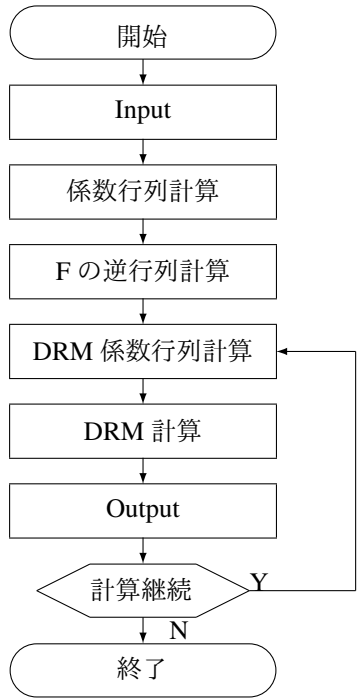 開始
Input
係数行列計算
F の逆行列計算
DRM 係数行列計算
DRM 計算
Output
計算継続
Y
N
終了